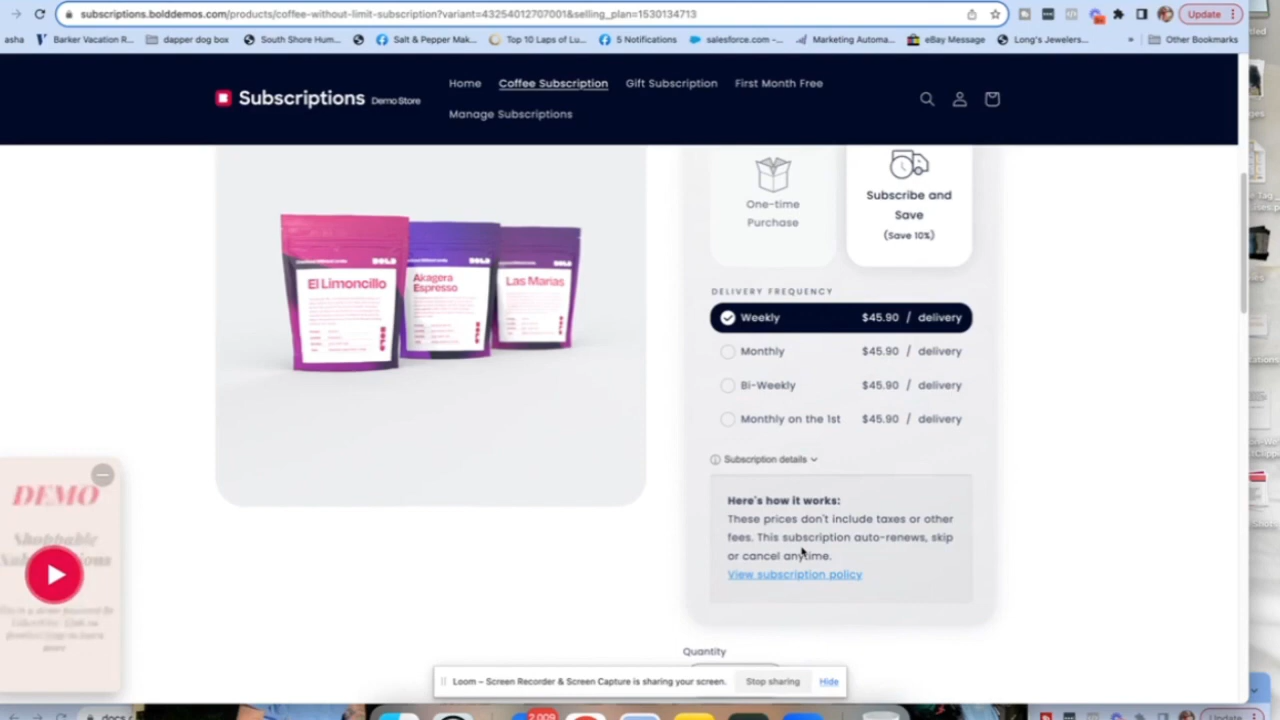 subscriptions.bolddemos.com/products/coffee-without-limit-subscription?variant=43254012707001&selling_plan=1530134713
Update
asha
Barker Vacation R...
dapper dog box
South Shore Hum...
Salt & Pepper Mak...
Top 10 Laps of Lu...
5 Notifications
salesforce.com -...
Marketing Automa...
eBay Message
Long's Jewelers...
»
Other Bookmarks
Subscriptions Demo Store
Home
Coffee Subscription
Gift Subscription
First Month Free
Manage Subscriptions
One-time
Purchase
Subscribe and
Save
(Save 10%)
BOLD
El Limoncillo
Akagera
Espresso
Las Marias
DELIVERY FREQUENCY
Weekly $45.90 / delivery
Monthly $45.90 / delivery
Bi-Weekly $45.90 / delivery
Monthly on the 1st $45.90 / delivery
Subscription details
Here's how it works:
These prices don't include taxes or other
fees. This subscription auto-renews, skip
or cancel anytime.
View subscription policy
DEMO
Shoppable
Quantity
Loom – Screen Recorder & Screen Capture is sharing your screen.
Stop sharing
Hide
2,009